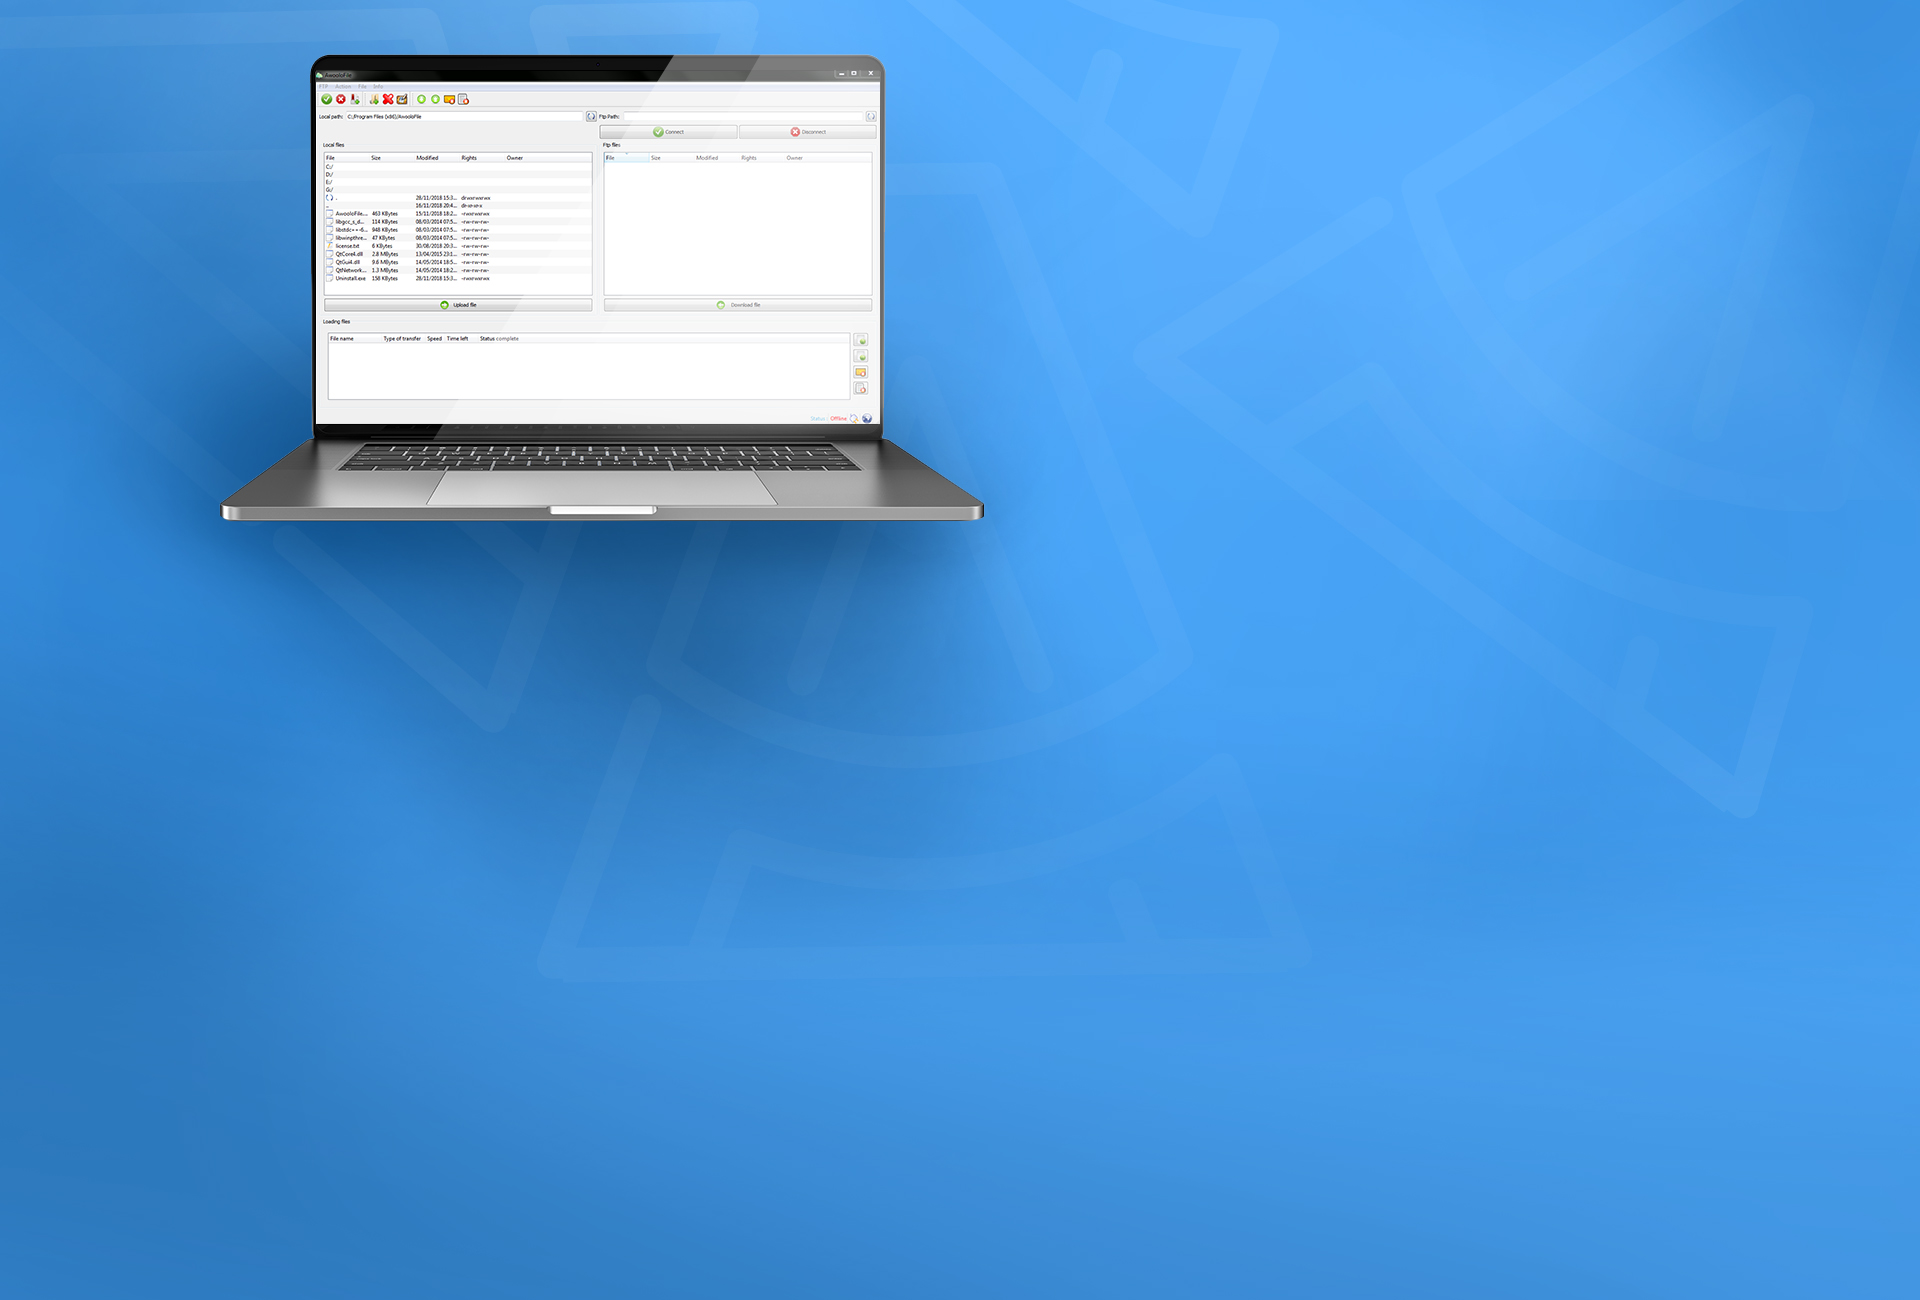 AwooloFile
FTP Action File Info
Local path: C:/Program Files (x86)/AwooloFile Ftp Path:
Connect Disconnect
Local files Ftp files
File Size Modified Rights Owner File Size Modified Rights Owner
C:/
D:/
E:/
G:/
. 28/11/2018 15:3... drwxrwxrwx
.. 16/11/2018 20:4... dr-xr-xr-x
AwooloFile.... 463 KBytes 15/11/2018 18:2... -rwxrwxrwx
libgcc_s_d... 114 KBytes 08/03/2014 07:5... -rw-rw-rw-
libstdc++-6... 948 KBytes 08/03/2014 07:5... -rw-rw-rw-
libwinpthre... 47 KBytes 08/03/2014 07:5... -rw-rw-rw-
license.txt 6 KBytes 30/08/2018 20:3... -rw-rw-rw-
QtCore4.dll 2.8 MBytes 13/04/2015 23:1... -rw-rw-rw-
QtGui4.dll 9.6 MBytes 14/05/2014 18:5... -rw-rw-rw-
QtNetwork... 1.3 MBytes 14/05/2014 18:2... -rw-rw-rw-
Uninstall.exe 158 KBytes 28/11/2018 15:3... -rwxrwxrwx
Upload file Download file
Loading files
File name Type of transfer Speed Time left Status complete
Status: Offline